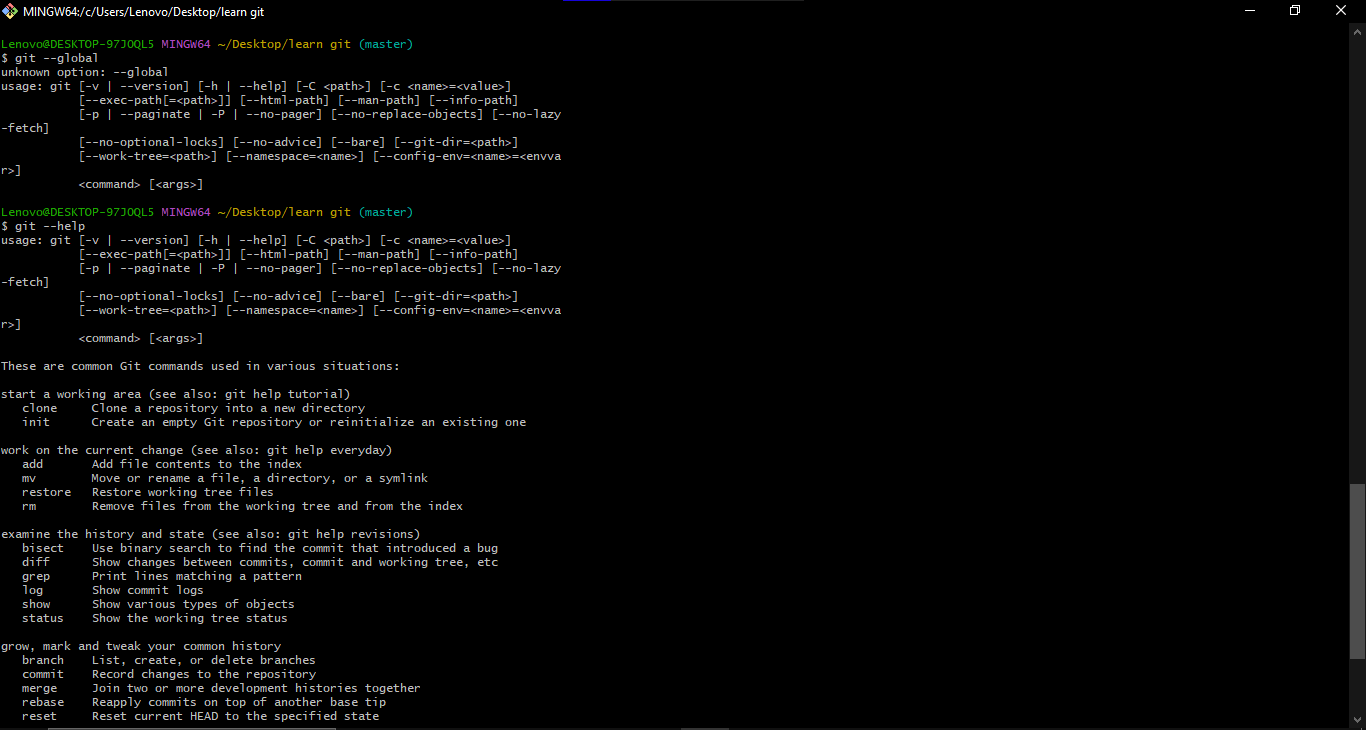 MINGW64:/c/Users/Lenovo/Desktop/learn git
Lenovo@DESKTOP-97JOQL5 MINGW64 ~/Desktop/learn git (master)
$ git --global
unknown option: --global
usage: git [-v | --version] [-h | --help] [-C <path>] [-c <name>=<value>]
           [--exec-path[=<path>]] [--html-path] [--man-path] [--info-path]
           [-p | --paginate | -P | --no-pager] [--no-replace-objects] [--no-lazy
-fetch]
           [--no-optional-locks] [--no-advice] [--bare] [--git-dir=<path>]
           [--work-tree=<path>] [--namespace=<name>] [--config-env=<name>=<envva
r>]
           <command> [<args>]
Lenovo@DESKTOP-97JOQL5 MINGW64 ~/Desktop/learn git (master)
$ git --help
usage: git [-v | --version] [-h | --help] [-C <path>] [-c <name>=<value>]
           [--exec-path[=<path>]] [--html-path] [--man-path] [--info-path]
           [-p | --paginate | -P | --no-pager] [--no-replace-objects] [--no-lazy
-fetch]
           [--no-optional-locks] [--no-advice] [--bare] [--git-dir=<path>]
           [--work-tree=<path>] [--namespace=<name>] [--config-env=<name>=<envva
r>]
           <command> [<args>]
These are common Git commands used in various situations:
start a working area (see also: git help tutorial)
   clone     Clone a repository into a new directory
   init      Create an empty Git repository or reinitialize an existing one
work on the current change (see also: git help everyday)
   add       Add file contents to the index
   mv        Move or rename a file, a directory, or a symlink
   restore   Restore working tree files
   rm        Remove files from the working tree and from the index
examine the history and state (see also: git help revisions)
   bisect    Use binary search to find the commit that introduced a bug
   diff      Show changes between commits, commit and working tree, etc
   grep      Print lines matching a pattern
   log       Show commit logs
   show      Show various types of objects
   status    Show the working tree status
grow, mark and tweak your common history
   branch    List, create, or delete branches
   commit    Record changes to the repository
   merge     Join two or more development histories together
   rebase    Reapply commits on top of another base tip
   reset     Reset current HEAD to the specified state